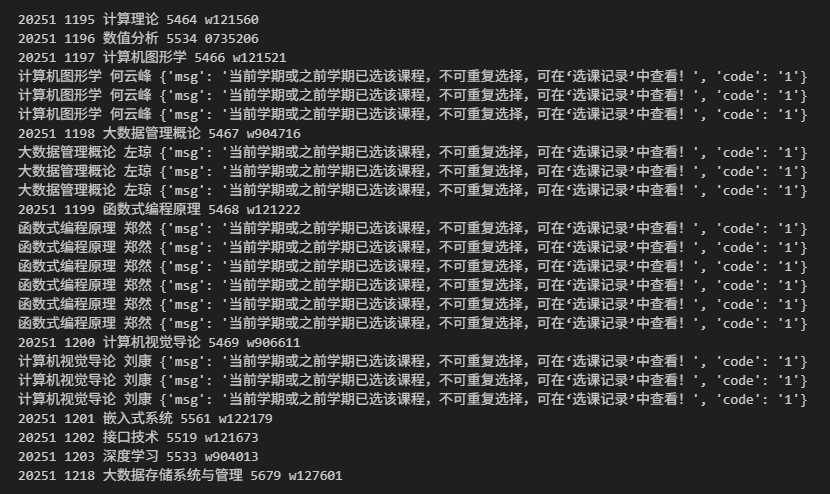 20251 1195 计算理论 5464 w121560
20251 1196 数值分析 5534 0735206
20251 1197 计算机图形学 5466 w121521
计算机图形学 何云峰 {'msg': '当前学期或之前学期已选该课程，不可重复选择，可在‘选课记录’中查看！', 'code': '1'}
计算机图形学 何云峰 {'msg': '当前学期或之前学期已选该课程，不可重复选择，可在‘选课记录’中查看！', 'code': '1'}
计算机图形学 何云峰 {'msg': '当前学期或之前学期已选该课程，不可重复选择，可在‘选课记录’中查看！', 'code': '1'}
20251 1198 大数据管理概论 5467 w904716
大数据管理概论 左琼 {'msg': '当前学期或之前学期已选该课程，不可重复选择，可在‘选课记录’中查看！', 'code': '1'}
大数据管理概论 左琼 {'msg': '当前学期或之前学期已选该课程，不可重复选择，可在‘选课记录’中查看！', 'code': '1'}
大数据管理概论 左琼 {'msg': '当前学期或之前学期已选该课程，不可重复选择，可在‘选课记录’中查看！', 'code': '1'}
20251 1199 函数式编程原理 5468 w121222
函数式编程原理 郑然 {'msg': '当前学期或之前学期已选该课程，不可重复选择，可在‘选课记录’中查看！', 'code': '1'}
函数式编程原理 郑然 {'msg': '当前学期或之前学期已选该课程，不可重复选择，可在‘选课记录’中查看！', 'code': '1'}
函数式编程原理 郑然 {'msg': '当前学期或之前学期已选该课程，不可重复选择，可在‘选课记录’中查看！', 'code': '1'}
函数式编程原理 郑然 {'msg': '当前学期或之前学期已选该课程，不可重复选择，可在‘选课记录’中查看！', 'code': '1'}
函数式编程原理 郑然 {'msg': '当前学期或之前学期已选该课程，不可重复选择，可在‘选课记录’中查看！', 'code': '1'}
函数式编程原理 郑然 {'msg': '当前学期或之前学期已选该课程，不可重复选择，可在‘选课记录’中查看！', 'code': '1'}
20251 1200 计算机视觉导论 5469 w906611
计算机视觉导论 刘康 {'msg': '当前学期或之前学期已选该课程，不可重复选择，可在‘选课记录’中查看！', 'code': '1'}
计算机视觉导论 刘康 {'msg': '当前学期或之前学期已选该课程，不可重复选择，可在‘选课记录’中查看！', 'code': '1'}
计算机视觉导论 刘康 {'msg': '当前学期或之前学期已选该课程，不可重复选择，可在‘选课记录’中查看！', 'code': '1'}
20251 1201 嵌入式系统 5561 w122179
20251 1202 接口技术 5519 w121673
20251 1203 深度学习 5533 w904013
20251 1218 大数据存储系统与管理 5679 w127601